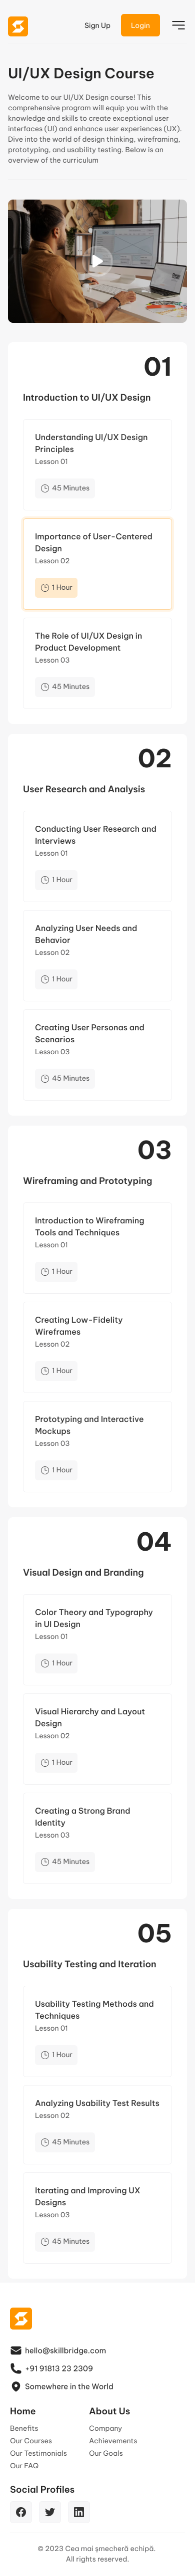 Sign Up
Login
UI/UX Design Course
Welcome to our UI/UX Design course! This
comprehensive program will equip you with the
knowledge and skills to create exceptional user
interfaces (UI) and enhance user experiences (UX).
Dive into the world of design thinking, wireframing,
prototyping, and usability testing. Below is an
overview of the curriculum
01
Introduction to UI/UX Design
Understanding UI/UX Design
Principles
Lesson 01
45 Minutes
Importance of User-Centered
Design
Lesson 02
1 Hour
The Role of UI/UX Design in
Product Development
Lesson 03
45 Minutes
02
User Research and Analysis
Conducting User Research and
Interviews
Lesson 01
1 Hour
Analyzing User Needs and
Behavior
Lesson 02
1 Hour
Creating User Personas and
Scenarios
Lesson 03
45 Minutes
03
Wireframing and Prototyping
Introduction to Wireframing
Tools and Techniques
Lesson 01
1 Hour
Creating Low-Fidelity
Wireframes
Lesson 02
1 Hour
Prototyping and Interactive
Mockups
Lesson 03
1 Hour
04
Visual Design and Branding
Color Theory and Typography
in UI Design
Lesson 01
1 Hour
Visual Hierarchy and Layout
Design
Lesson 02
1 Hour
Creating a Strong Brand
Identity
Lesson 03
45 Minutes
05
Usability Testing and Iteration
Usability Testing Methods and
Techniques
Lesson 01
1 Hour
Analyzing Usability Test Results
Lesson 02
45 Minutes
Iterating and Improving UX
Designs
Lesson 03
45 Minutes
hello@skillbridge.com
+91 91813 23 2309
Somewhere in the World
Home
Benefits
Our Courses
Our Testimonials
Our FAQ
About Us
Company
Achievements
Our Goals
Social Profiles
© 2023 Cea mai șmecheră echipă.
All rights reserved.